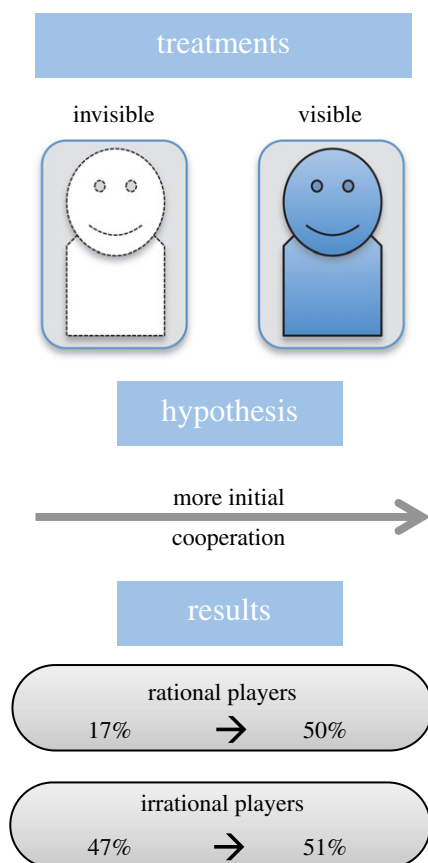 treatments
invisible visible
hypothesis
more initial
cooperation
results
rational players
17% → 50%
irrational players
47% → 51%